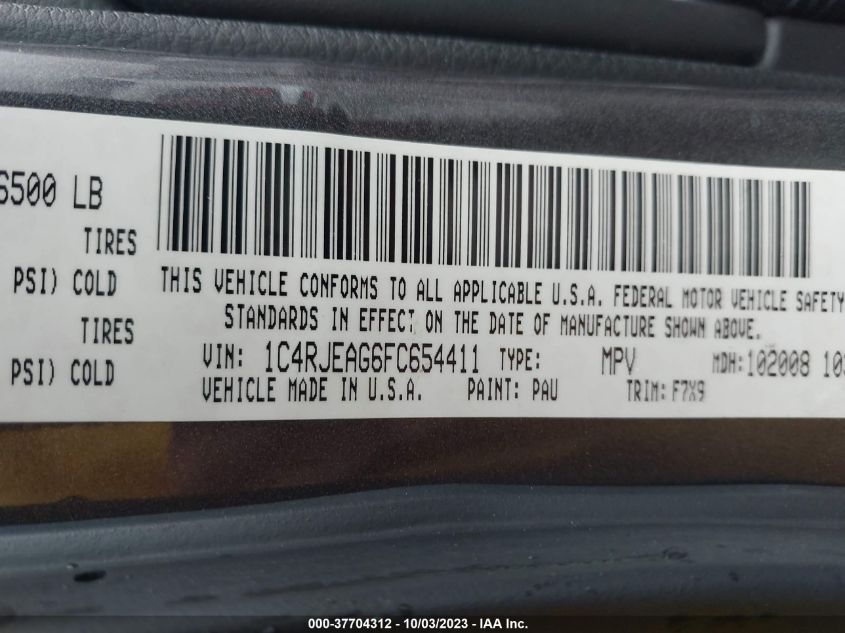 6500 LB
TIRES
PSI) COLD
TIRES
PSI) COLD
THIS VEHICLE CONFORMS TO ALL APPLICABLE U.S.A. FEDERAL MOTOR VEHICLE SAFETY
STANDARDS IN EFFECT ON THE DATE OF MANUFACTURE SHOWN ABOVE.
VIN: 1C4RJEAG6FC654411 TYPE: MPV MDH:102008 103
VEHICLE MADE IN U.S.A. PAINT: PAU TRIM: F7X9
000-37704312 - 10/03/2023 - IAA Inc.